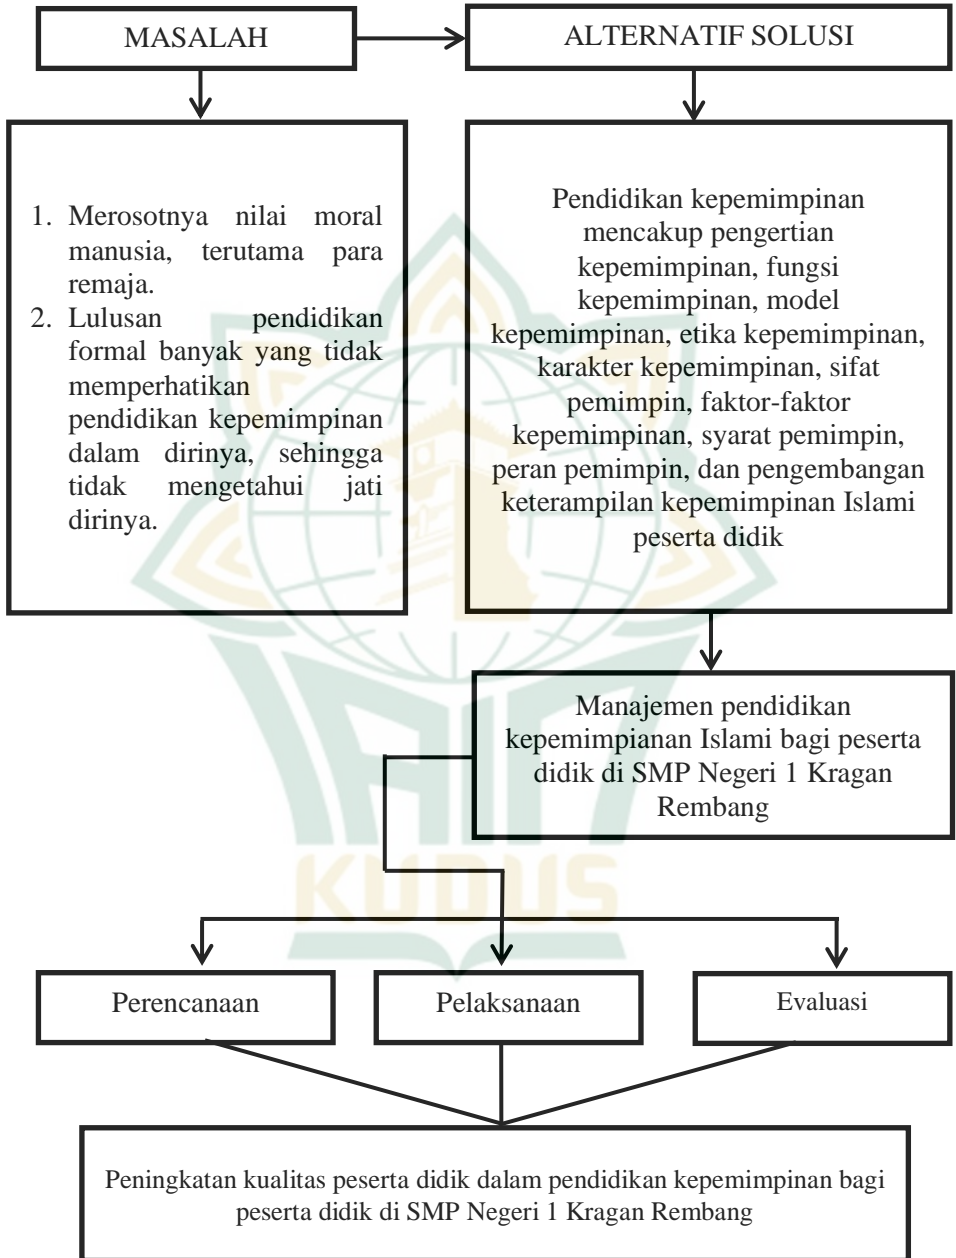 MASALAH
ALTERNATIF SOLUSI
1. Merosotnya nilai moral
manusia, terutama para
remaja.
2. Lulusan pendidikan
formal banyak yang tidak
memperhatikan
pendidikan kepemimpinan
dalam dirinya, sehingga
tidak mengetahui jati
dirinya.
Pendidikan kepemimpinan
mencakup pengertian
kepemimpinan, fungsi
kepemimpinan, model
kepemimpinan, etika kepemimpinan,
karakter kepemimpinan, sifat
pemimpin, faktor-faktor
kepemimpinan, syarat pemimpin,
peran pemimpin, dan pengembangan
keterampilan kepemimpinan Islami
peserta didik
Manajemen pendidikan
kepemimpianan Islami bagi peserta
didik di SMP Negeri 1 Kragan
Rembang
IAIN
KUDUS
Perencanaan
Pelaksanaan
Evaluasi
Peningkatan kualitas peserta didik dalam pendidikan kepemimpinan bagi
peserta didik di SMP Negeri 1 Kragan Rembang